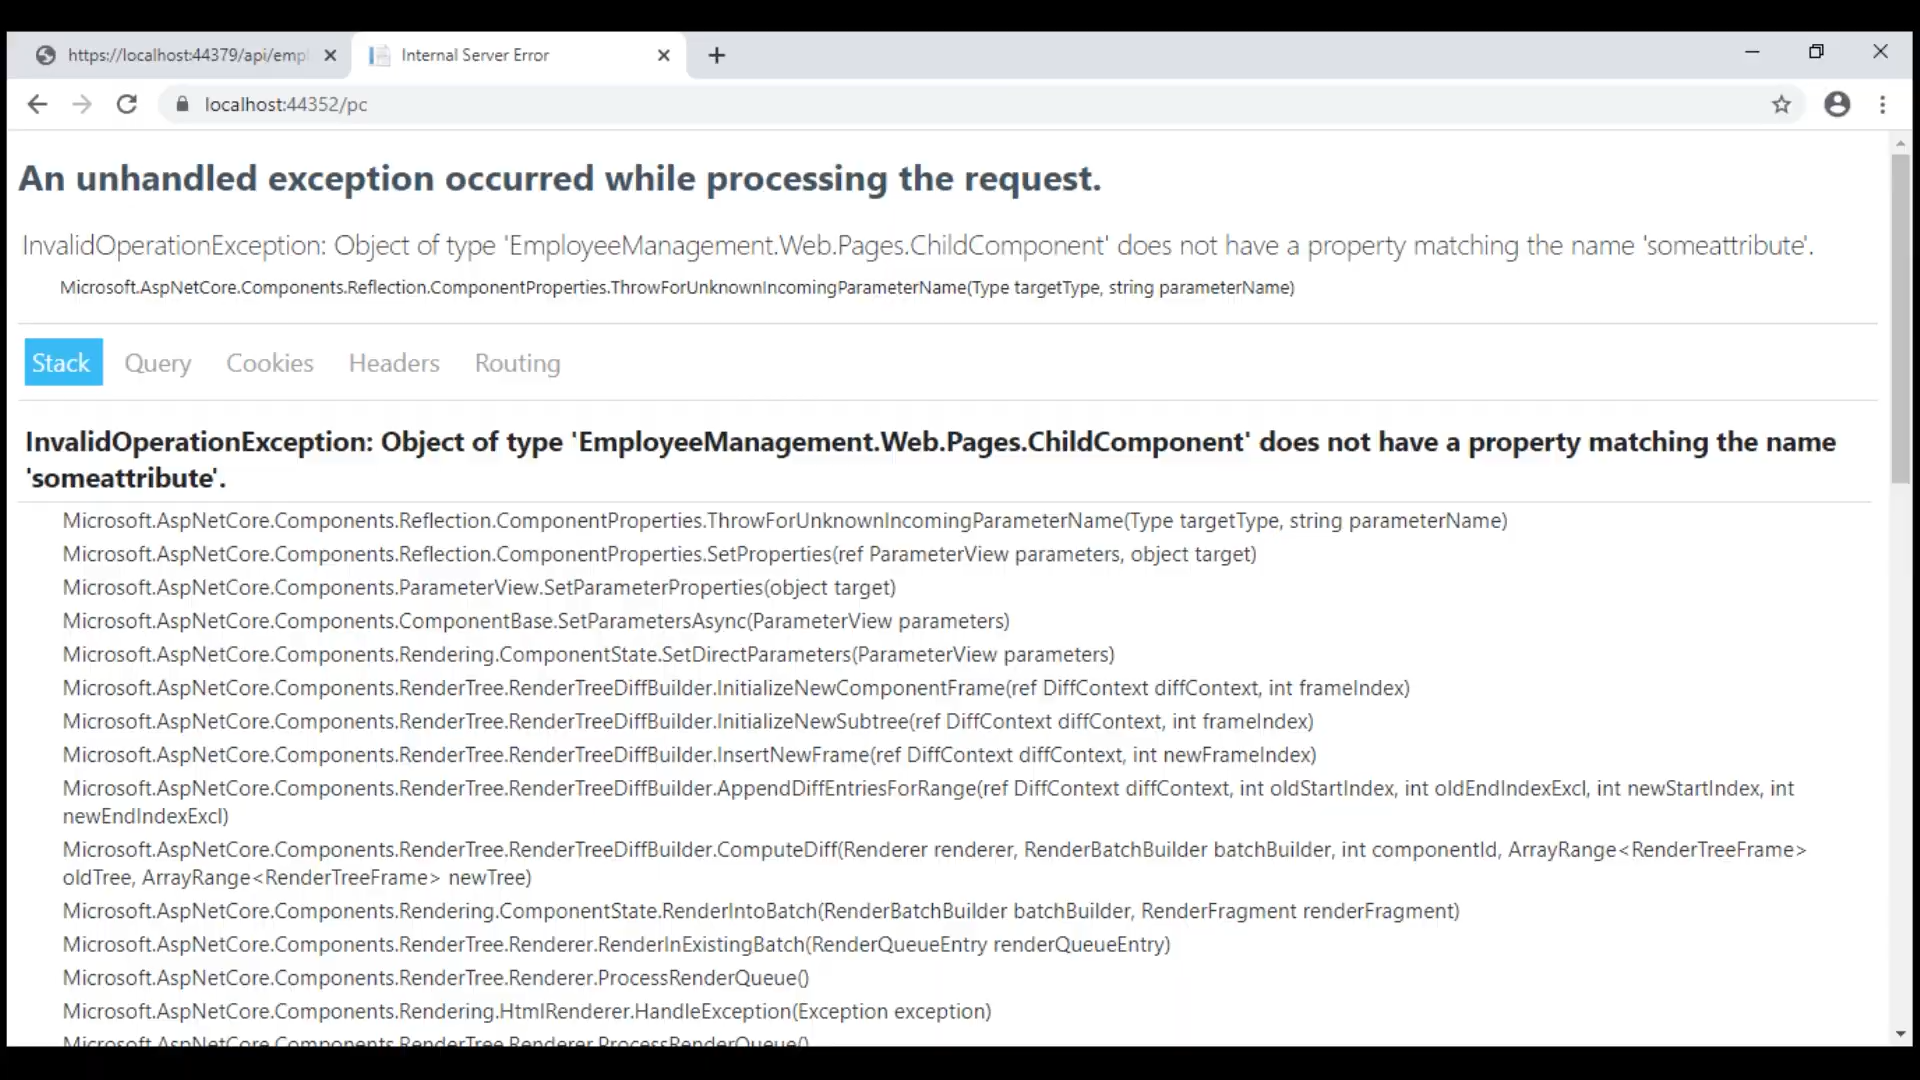 https://localhost:44379/api/emp
Internal Server Error
localhost:44352/pc
An unhandled exception occurred while processing the request.
InvalidOperationException: Object of type 'EmployeeManagement.Web.Pages.ChildComponent' does not have a property matching the name 'someattribute'.
Microsoft.AspNetCore.Components.Reflection.ComponentProperties.ThrowForUnknownIncomingParameterName(Type targetType, string parameterName)
Stack Query Cookies Headers Routing
InvalidOperationException: Object of type 'EmployeeManagement.Web.Pages.ChildComponent' does not have a property matching the name
'someattribute'.
Microsoft.AspNetCore.Components.Reflection.ComponentProperties.ThrowForUnknownIncomingParameterName(Type targetType, string parameterName)
Microsoft.AspNetCore.Components.Reflection.ComponentProperties.SetProperties(ref ParameterView parameters, object target)
Microsoft.AspNetCore.Components.ParameterView.SetParameterProperties(object target)
Microsoft.AspNetCore.Components.ComponentBase.SetParametersAsync(ParameterView parameters)
Microsoft.AspNetCore.Components.Rendering.ComponentState.SetDirectParameters(ParameterView parameters)
Microsoft.AspNetCore.Components.RenderTree.RenderTreeDiffBuilder.InitializeNewComponentFrame(ref DiffContext diffContext, int frameIndex)
Microsoft.AspNetCore.Components.RenderTree.RenderTreeDiffBuilder.InitializeNewSubtree(ref DiffContext diffContext, int frameIndex)
Microsoft.AspNetCore.Components.RenderTree.RenderTreeDiffBuilder.InsertNewFrame(ref DiffContext diffContext, int newFrameIndex)
Microsoft.AspNetCore.Components.RenderTree.RenderTreeDiffBuilder.AppendDiffEntriesForRange(ref DiffContext diffContext, int oldStartIndex, int oldEndIndexExcl, int newStartIndex, int
newEndIndexExcl)
Microsoft.AspNetCore.Components.RenderTree.RenderTreeDiffBuilder.ComputeDiff(Renderer renderer, RenderBatchBuilder batchBuilder, int componentId, ArrayRange<RenderTreeFrame>
oldTree, ArrayRange<RenderTreeFrame> newTree)
Microsoft.AspNetCore.Components.Rendering.ComponentState.RenderIntoBatch(RenderBatchBuilder batchBuilder, RenderFragment renderFragment)
Microsoft.AspNetCore.Components.RenderTree.Renderer.RenderInExistingBatch(RenderQueueEntry renderQueueEntry)
Microsoft.AspNetCore.Components.RenderTree.Renderer.ProcessRenderQueue()
Microsoft.AspNetCore.Components.Rendering.HtmlRenderer.HandleException(Exception exception)
Microsoft.AspNetCore.Components.RenderTree.Renderer.ProcessRenderQueue()